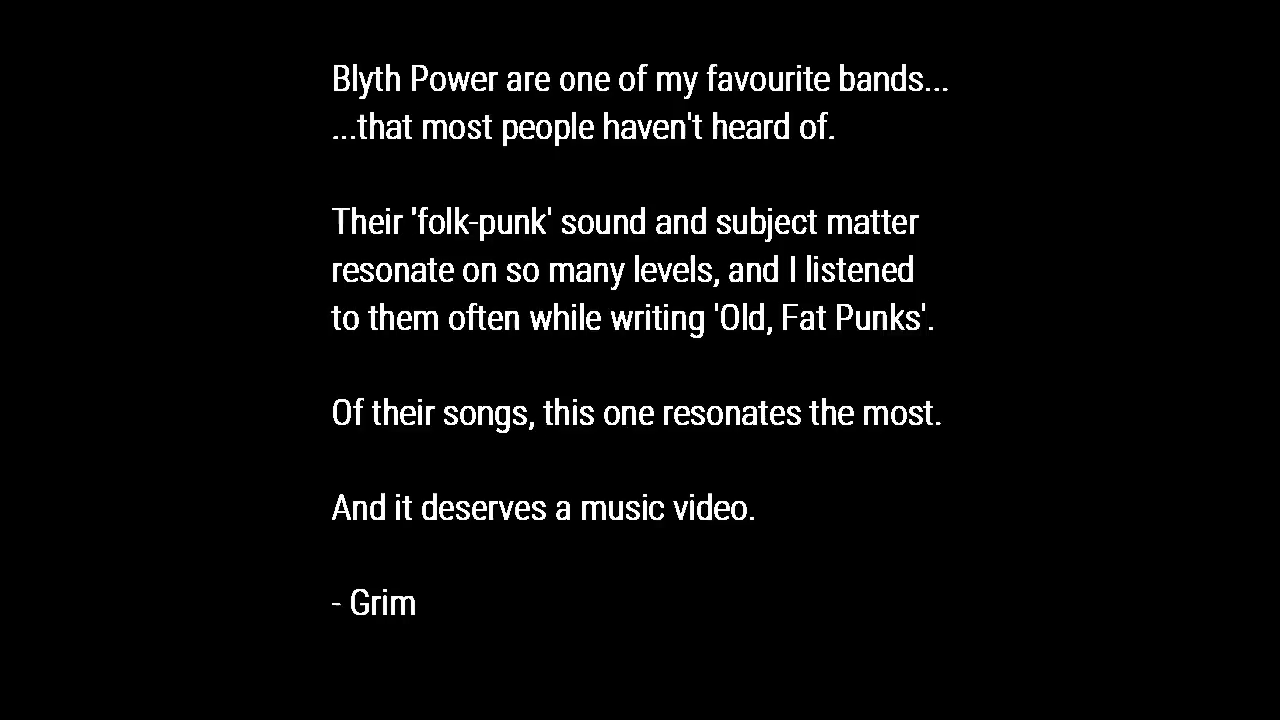 Blyth Power are one of my favourite bands...
...that most people haven't heard of.
Their 'folk-punk' sound and subject matter
resonate on so many levels, and I listened
to them often while writing 'Old, Fat Punks'.
Of their songs, this one resonates the most.
And it deserves a music video.
- Grim